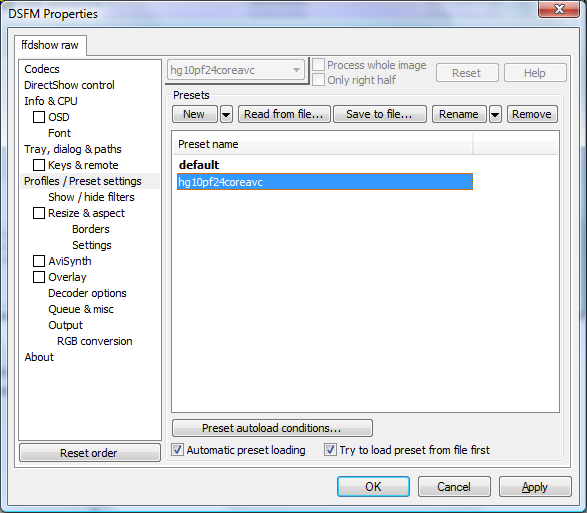 DSFM Properties
ffdshow raw
Codecs
DirectShow control
Info & CPU
OSD
Font
Tray, dialog & paths
Keys & remote
Profiles / Preset settings
Show / hide filters
Resize & aspect
Borders
Settings
AviSynth
Overlay
Decoder options
Queue & misc
Output
RGB conversion
About
Reset order
hg10pf24coreavc
Process whole image
Only right half
Reset
Help
Presets
New
Read from file...
Save to file...
Rename
Remove
Preset name
default
hg10pf24coreavc
Preset autoload conditions...
Automatic preset loading
Try to load preset from file first
OK
Cancel
Apply